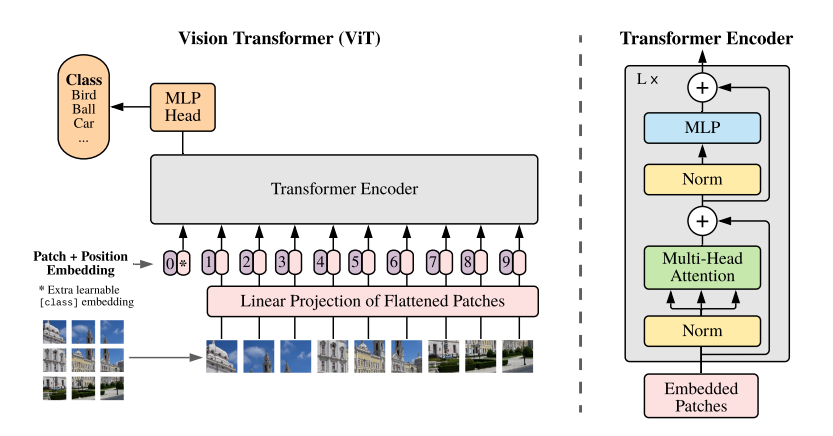 Vision Transformer (ViT)
Class
Bird
Ball
Car
...
MLP
Head
Transformer Encoder
Patch + Position
Embedding
0 * 1 2 3 4 5 6 7 8 9
* Extra learnable
[class] embedding
Linear Projection of Flattened Patches
Transformer Encoder
L x
+
MLP
Norm
+
Multi-Head
Attention
Norm
Embedded
Patches